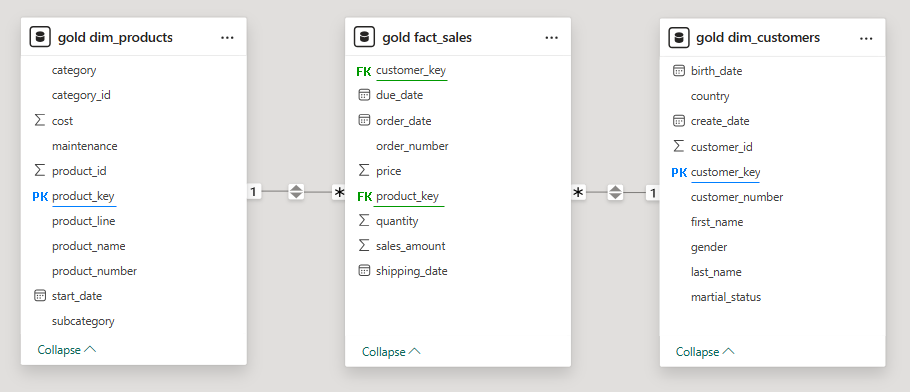 gold dim_products ...
category
category_id
Σ cost
maintenance
Σ product_id
PK product_key
product_line
product_name
product_number
start_date
subcategory
Collapse
1
*
gold fact_sales ...
FK customer_key
due_date
order_date
order_number
Σ price
FK product_key
Σ quantity
Σ sales_amount
shipping_date
Collapse
*
1
gold dim_customers ...
birth_date
country
create_date
Σ customer_id
PK customer_key
customer_number
first_name
gender
last_name
martial_status
Collapse